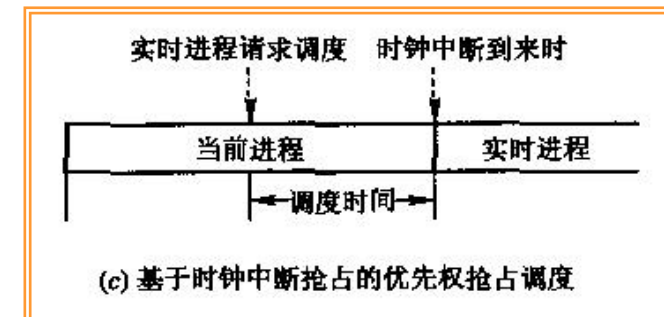 实时进程请求调度 时钟中断到来时
当前进程 实时进程
调度时间
(c) 基于时钟中断抢占的优先权抢占调度